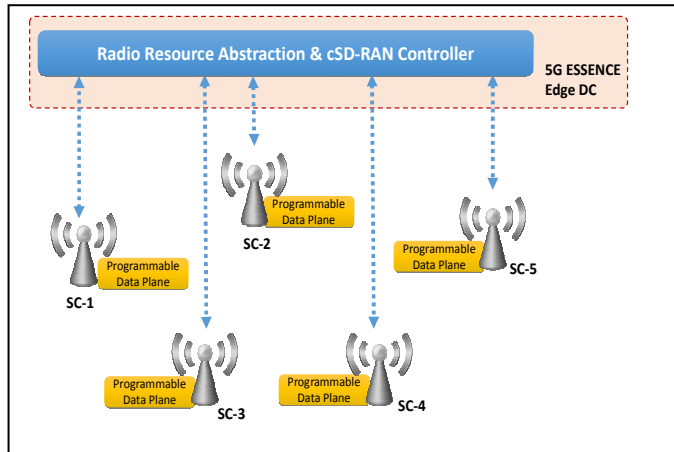 Radio Resource Abstraction & cSD-RAN Controller
5G ESSENCE
Edge DC
Programmable
Data Plane
SC-2
Programmable
Data Plane
SC-1
Programmable
Data Plane
SC-5
Programmable
Data Plane
SC-3
Programmable
Data Plane
SC-4